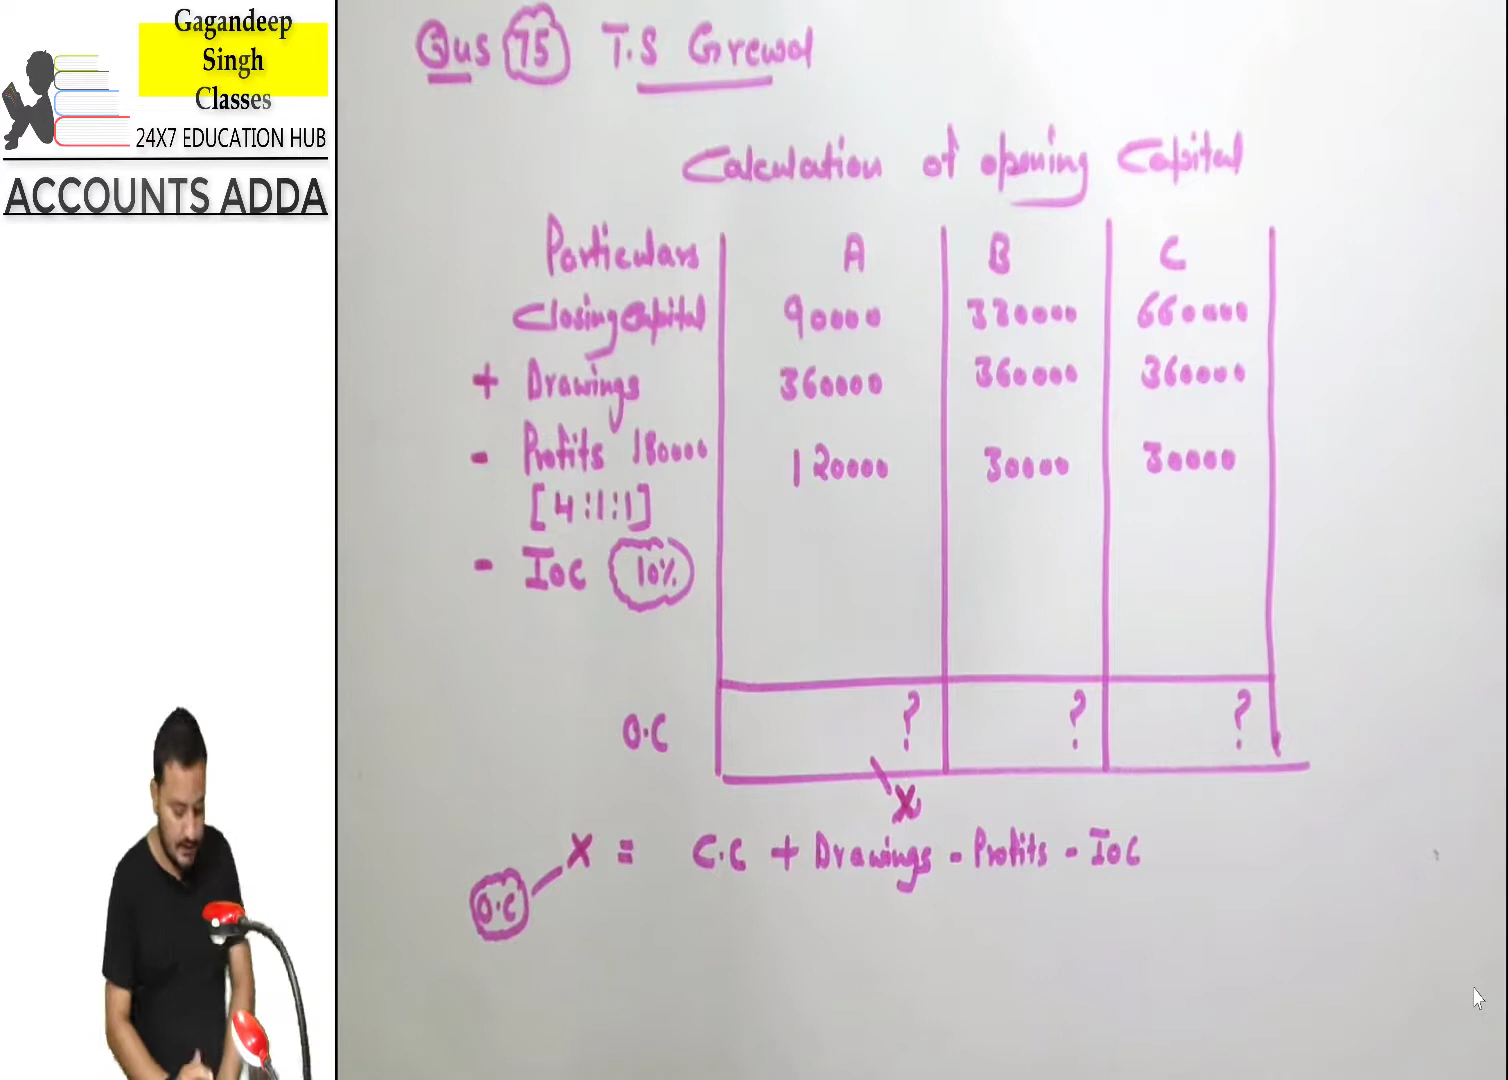 Gagandeep
Singh
Classes
24X7 EDUCATION HUB
ACCOUNTS ADDA
Qus 75 T.S Grewal
Calculation of opening Capital
Particulars A B C
Closing Capital 90000 330000 660000
+ Drawings 360000 360000 360000
- Profits 180000 120000 30000 30000
[4:1:1]
- IOC 10%
O.C ? ? ?
X
X = C.C + Drawings - Profits - IOC
O.C